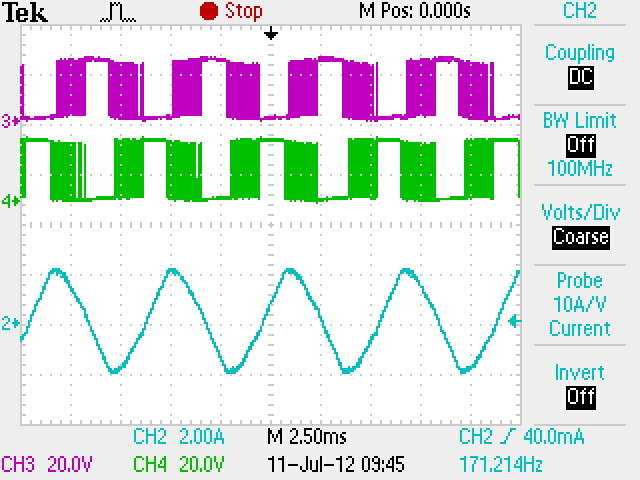 Tek Stop M Pos: 0.000s CH2
Coupling
DC
BW Limit
Off
100MHz
Volts/Div
Coarse
Probe
10A/V
Current
Invert
Off
3
4
2
CH2 2.00A M 2.50ms CH2 40.0mA
CH3 20.0V CH4 20.0V 11-Jul-12 09:45 171.214Hz